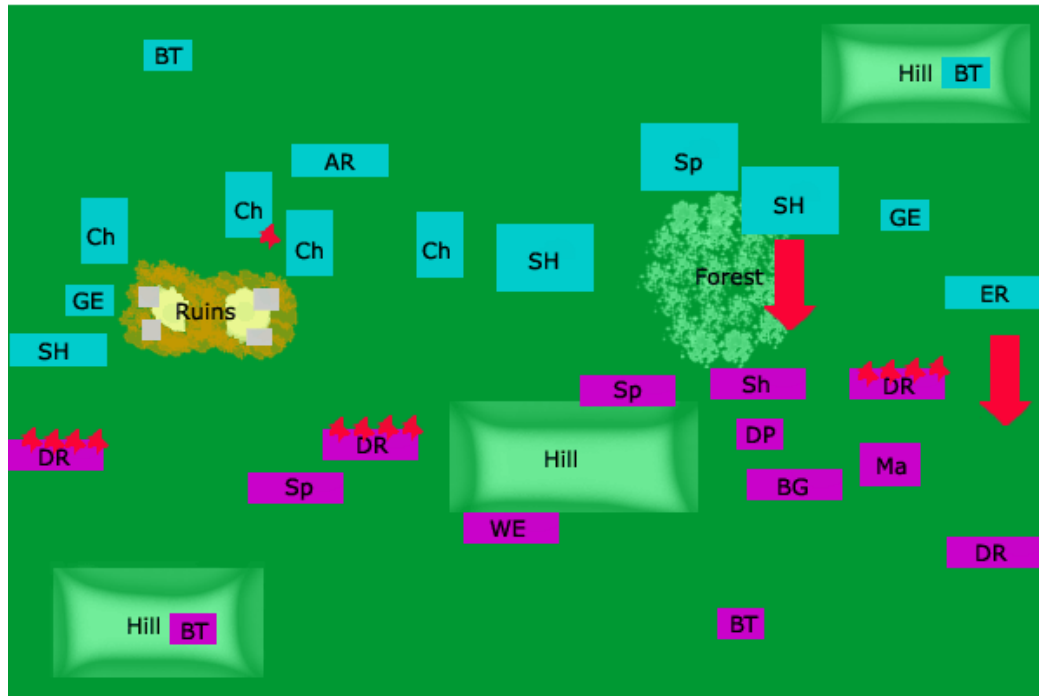 BT
Hill BT
AR
Sp
Ch
Ch
SH
GE
Ch
Ch
SH
Forest
GE
Ruins
ER
SH
Sp
Sh
DR
DP
DR
DR
Hill
Ma
Sp
BG
WE
DR
Hill BT
BT